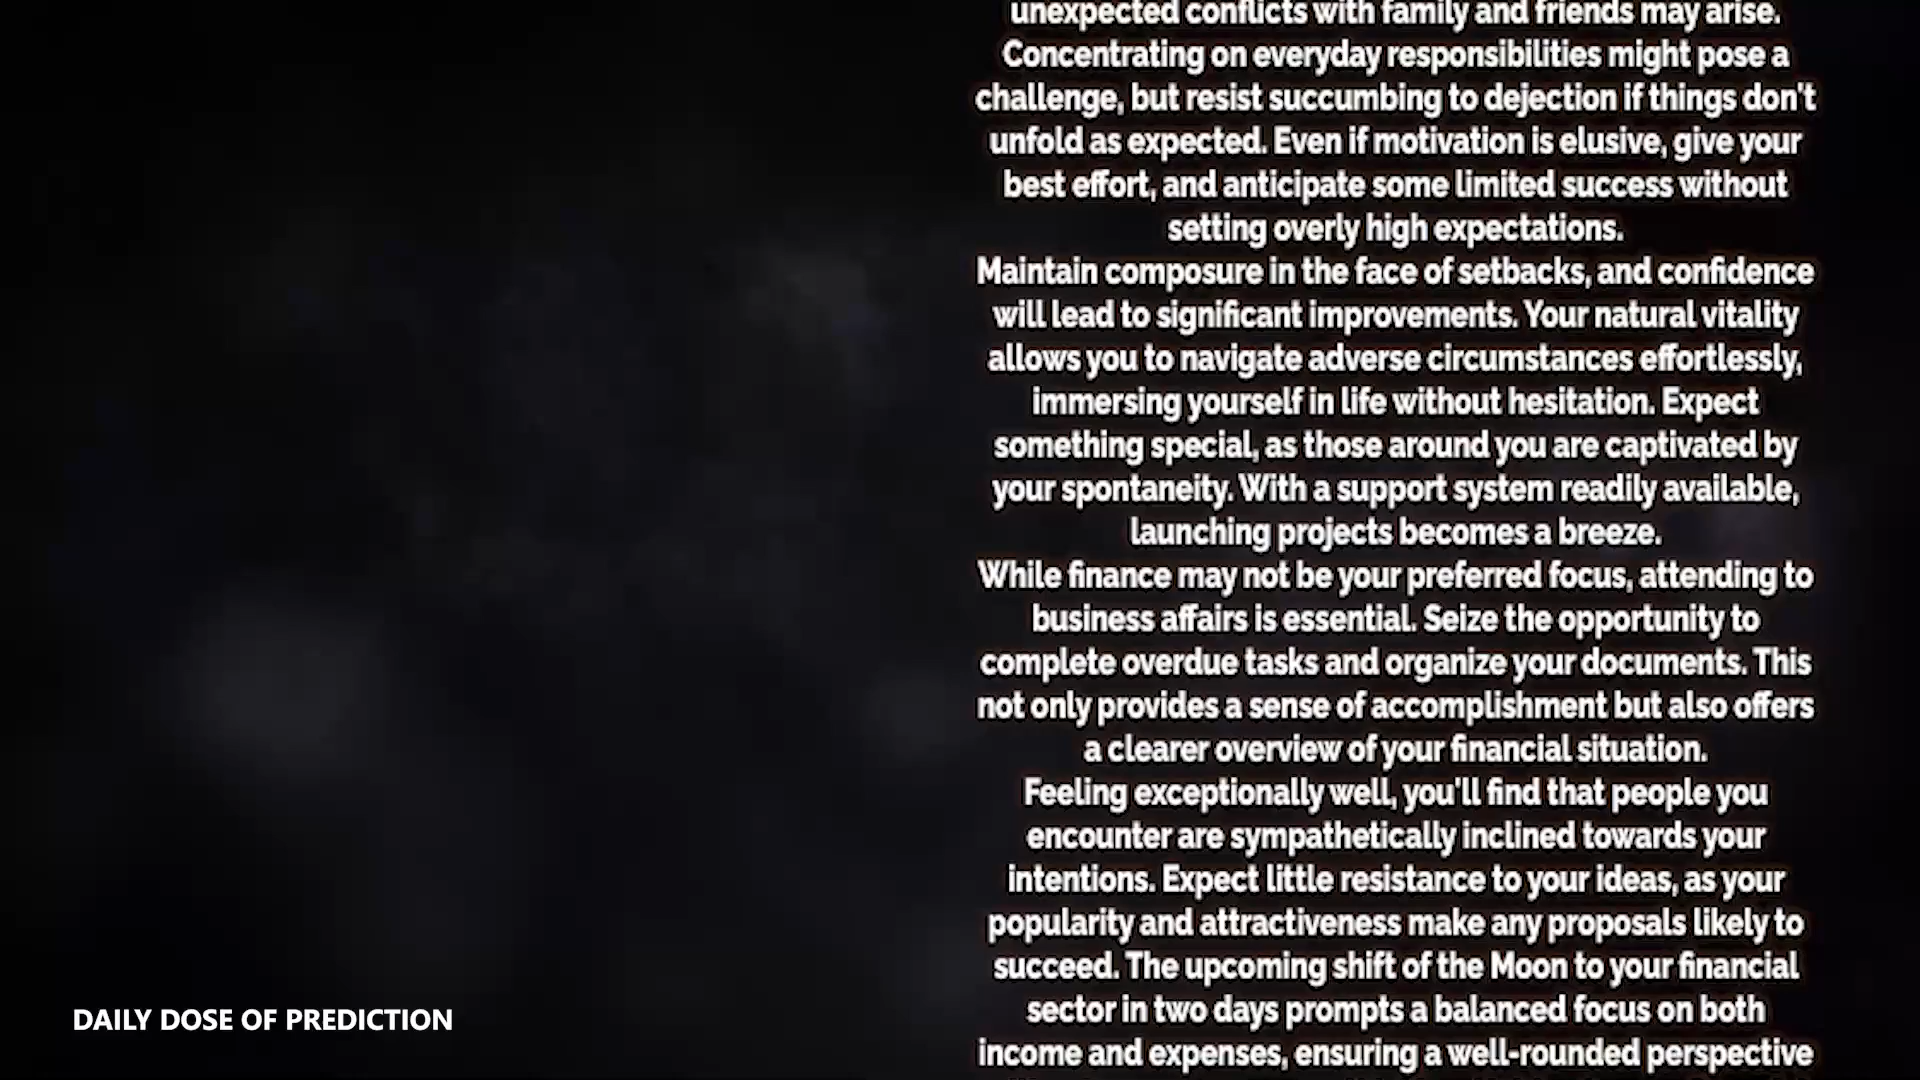 unexpected conflicts with family and friends may arise.
Concentrating on everyday responsibilities might pose a
challenge, but resist succumbing to dejection if things don't
unfold as expected. Even if motivation is elusive, give your
best effort, and anticipate some limited success without
setting overly high expectations.
Maintain composure in the face of setbacks, and confidence
will lead to significant improvements. Your natural vitality
allows you to navigate adverse circumstances effortlessly,
immersing yourself in life without hesitation. Expect
something special, as those around you are captivated by
your spontaneity. With a support system readily available,
launching projects becomes a breeze.
While finance may not be your preferred focus, attending to
business affairs is essential. Seize the opportunity to
complete overdue tasks and organize your documents. This
not only provides a sense of accomplishment but also offers
a clearer overview of your financial situation.
Feeling exceptionally well, you'll find that people you
encounter are sympathetically inclined towards your
intentions. Expect little resistance to your ideas, as your
popularity and attractiveness make any proposals likely to
succeed. The upcoming shift of the Moon to your financial
sector in two days prompts a balanced focus on both
income and expenses, ensuring a well-rounded perspective
DAILY DOSE OF PREDICTION